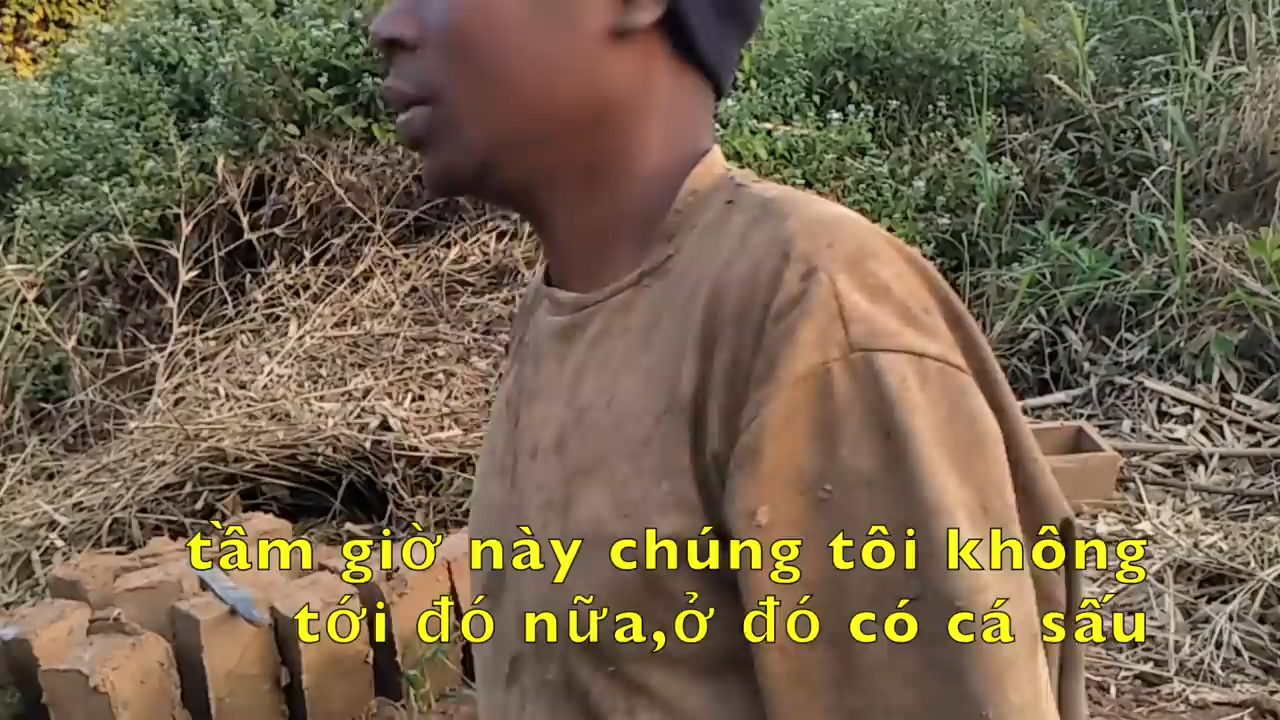 tầm giờ này chúng tôi không
tới đó nữa,ở đó có cá sấu